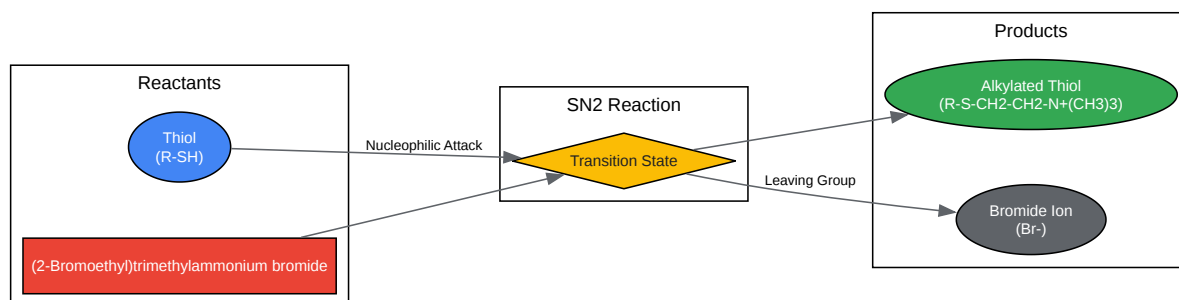 Reactants
Thiol
(R-SH)
(2-Bromoethyl)trimethylammonium bromide
Nucleophilic Attack
SN2 Reaction
Transition State
Leaving Group
Products
Alkylated Thiol
(R-S-CH2-CH2-N+(CH3)3)
Bromide Ion
(Br-)